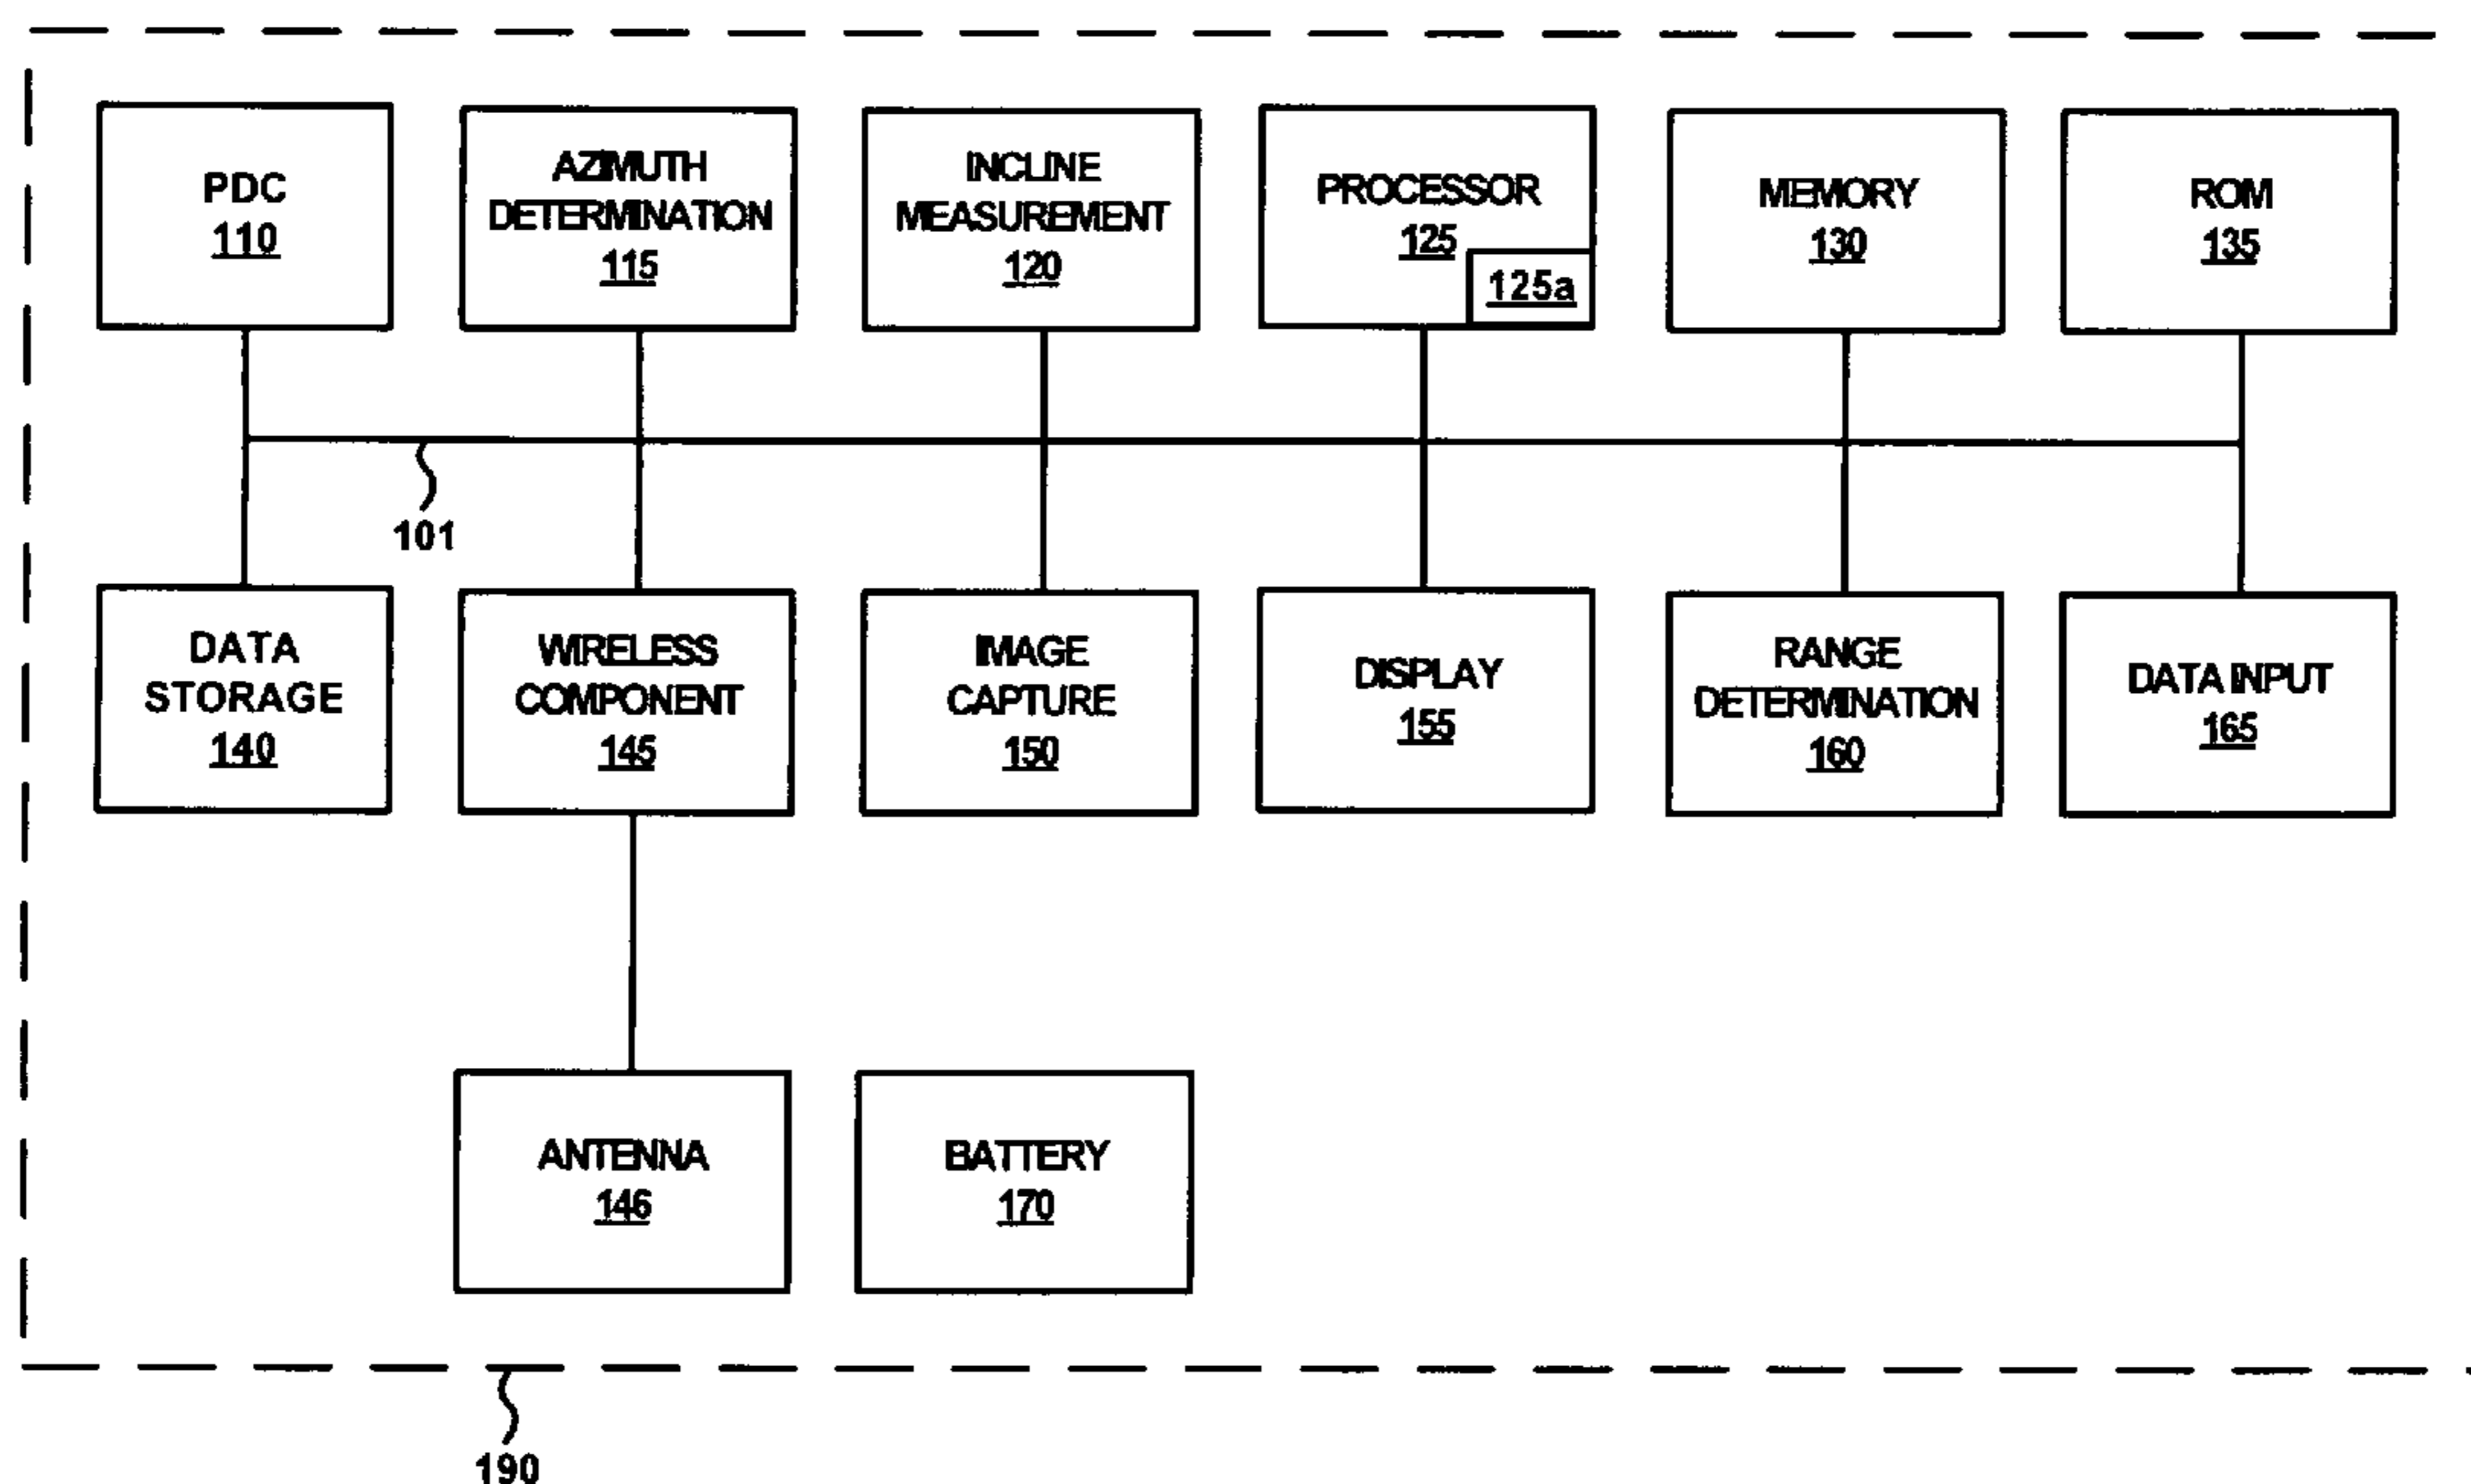 PDC
110
AZIMUTH
DETERMINATION
115
INCLINE
MEASUREMENT
120
PROCESSOR
125
125a
MEMORY
130
ROM
135
101
DATA
STORAGE
140
WIRELESS
COMPONENT
145
IMAGE
CAPTURE
150
DISPLAY
155
RANGE
DETERMINATION
160
DATA INPUT
165
ANTENNA
146
BATTERY
170
190